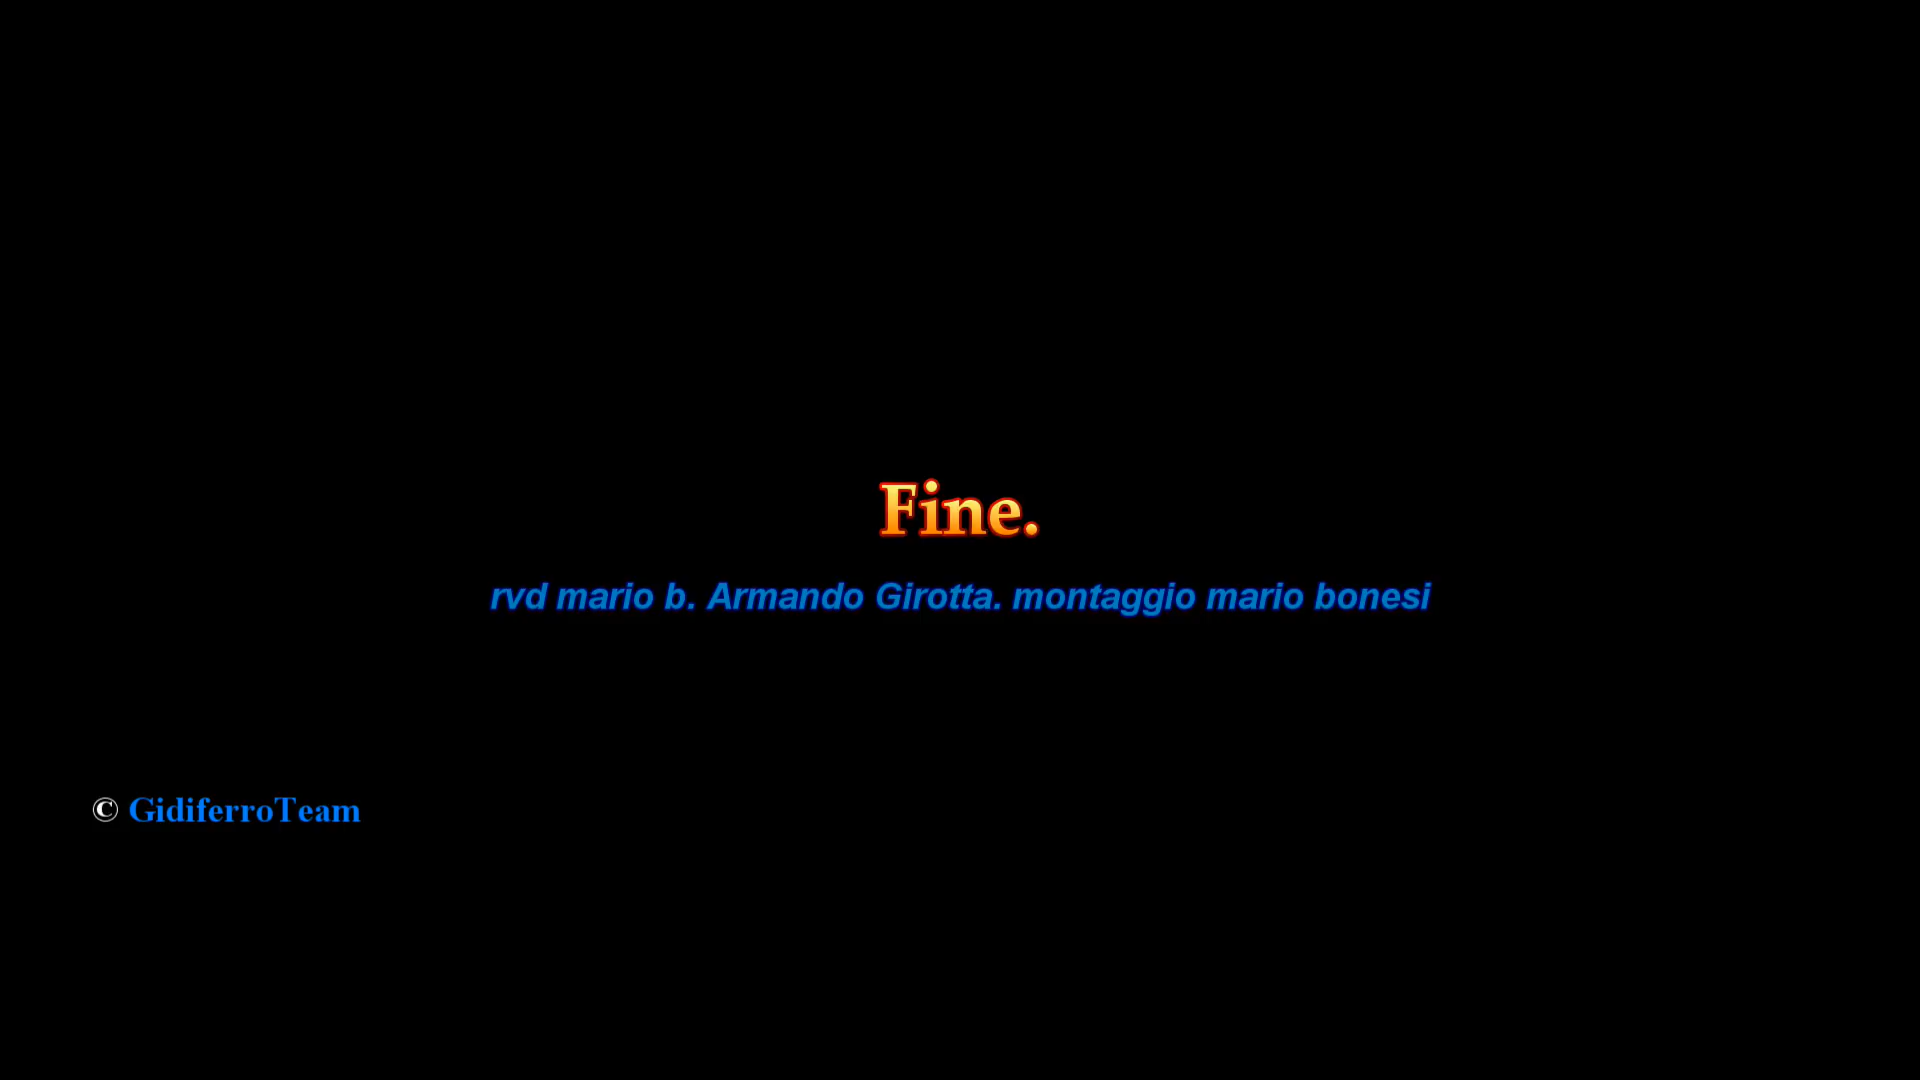 Fine.
rvd mario b. Armando Girotta. montaggio mario bonesi
© GidiferroTeam